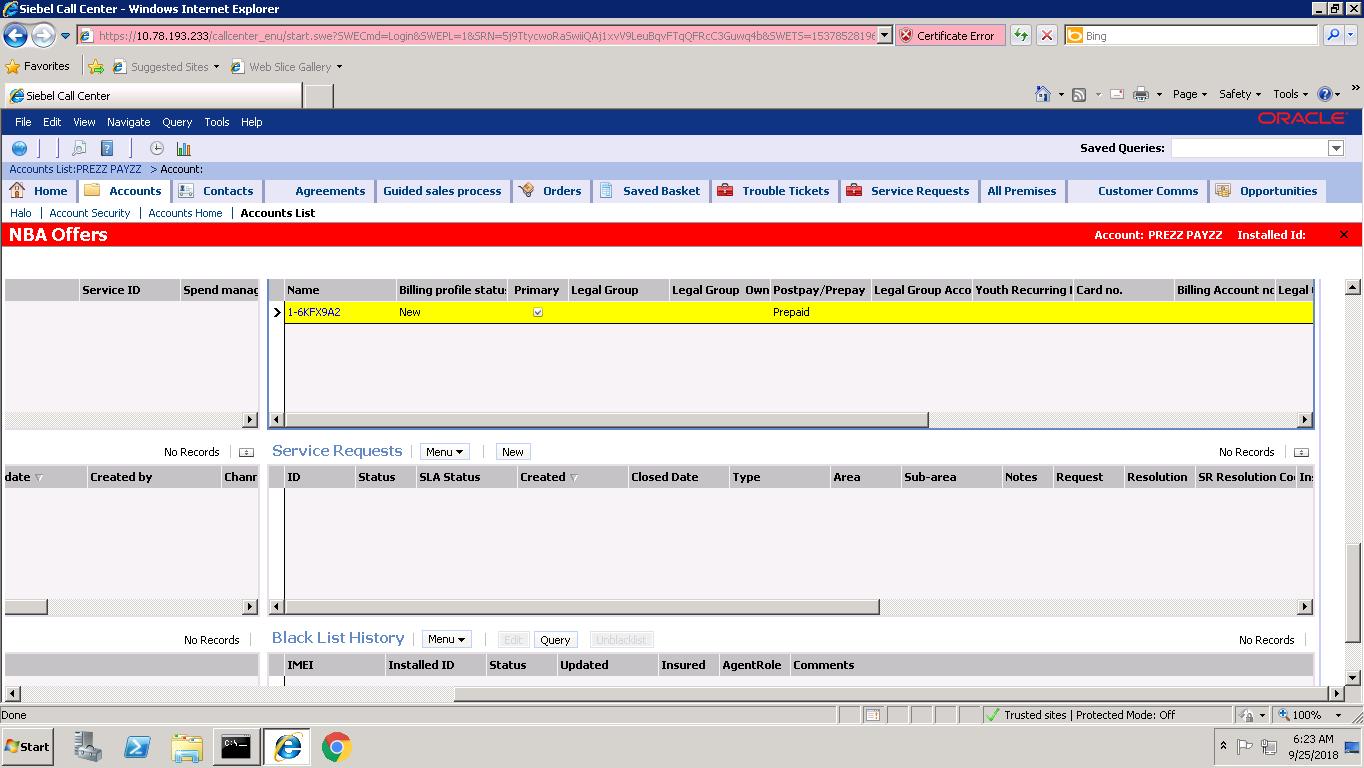 Siebel Call Center - Windows Internet Explorer
https://10.78.193.233/callcenter_enu/start.swe?SWECmd=Login&SWEPL=1&SRN=5j9TtycwoRaSwiiQAj1xvV9LeuBqvFTqQFRcC3Guwq4b&SWETS=1537852819 Certificate Error Bing
Favorites Suggested Sites Web Slice Gallery
Siebel Call Center Page Safety Tools »
File Edit View Navigate Query Tools Help ORACLE
Saved Queries:
Accounts List:PREZZ PAYZZ > Account:
Home Accounts Contacts Agreements Guided sales process Orders Saved Basket Trouble Tickets Service Requests All Premises Customer Comms Opportunities
Halo | Account Security | Accounts Home | Accounts List
NBA Offers Account: PREZZ PAYZZ Installed Id:
Service ID Spend manag Name Billing profile status Primary Legal Group Legal Group Own Postpay/Prepay Legal Group Acco Youth Recurring Card no. Billing Account no Legal
1-6KFX9A2 New Prepaid
No Records Service Requests Menu New No Records
date Created by Chann ID Status SLA Status Created Closed Date Type Area Sub-area Notes Request Resolution SR Resolution Co Ins
No Records Black List History Menu Edit Query Unblacklist No Records
IMEI Installed ID Status Updated Insured AgentRole Comments
Done Trusted sites | Protected Mode: Off 100%
Start C:\ 6:23 AM
9/25/2018